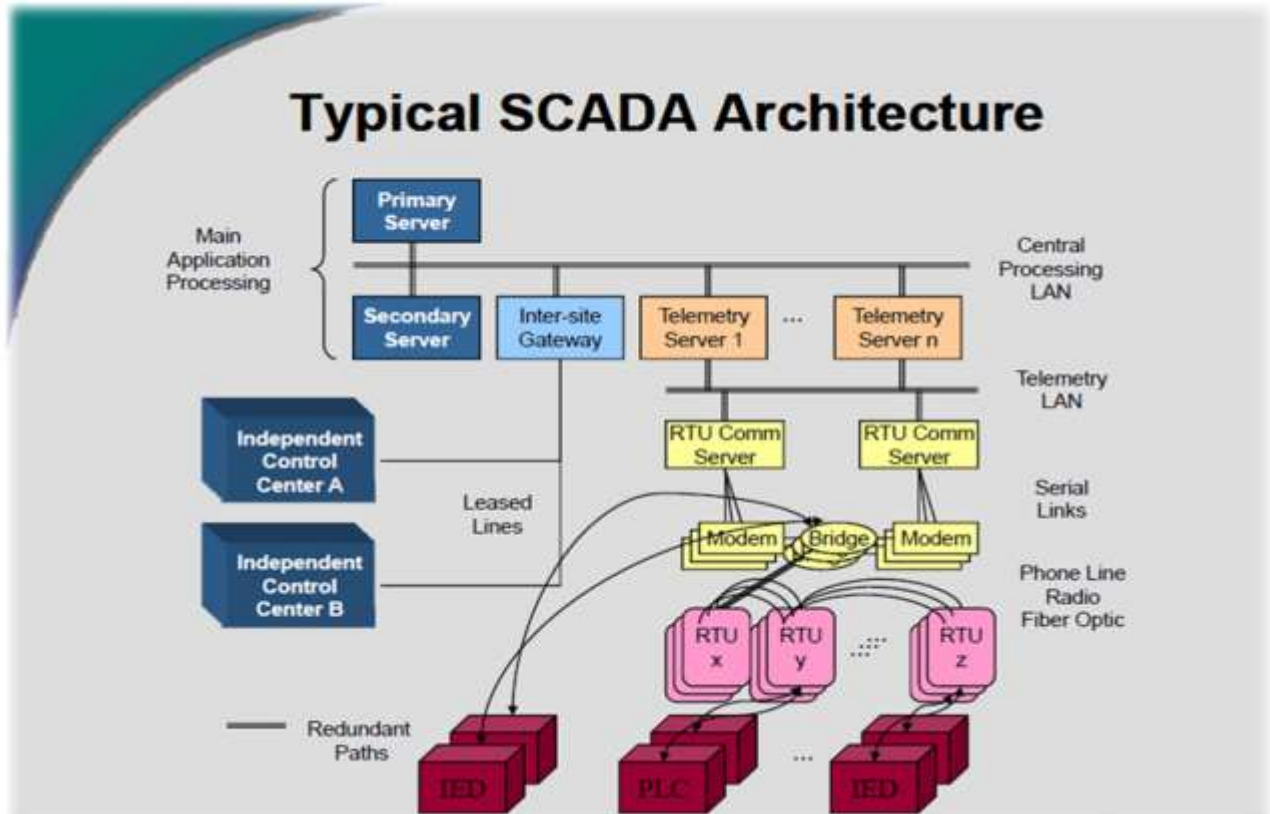 Typical SCADA Architecture
Primary
Server
Main
Application
Processing
Central
Processing
LAN
Secondary
Server
Inter-site
Gateway
Telemetry
Server 1
...
Telemetry
Server n
Telemetry
LAN
RTU Comm
Server
RTU Comm
Server
Independent
Control
Center A
Leased
Lines
Serial
Links
Modem
Bridge
Modem
Independent
Control
Center B
Phone Line
Radio
Fiber Optic
RTU
x
RTU
y
RTU
z
Redundant
Paths
IED
PLC
...
IED